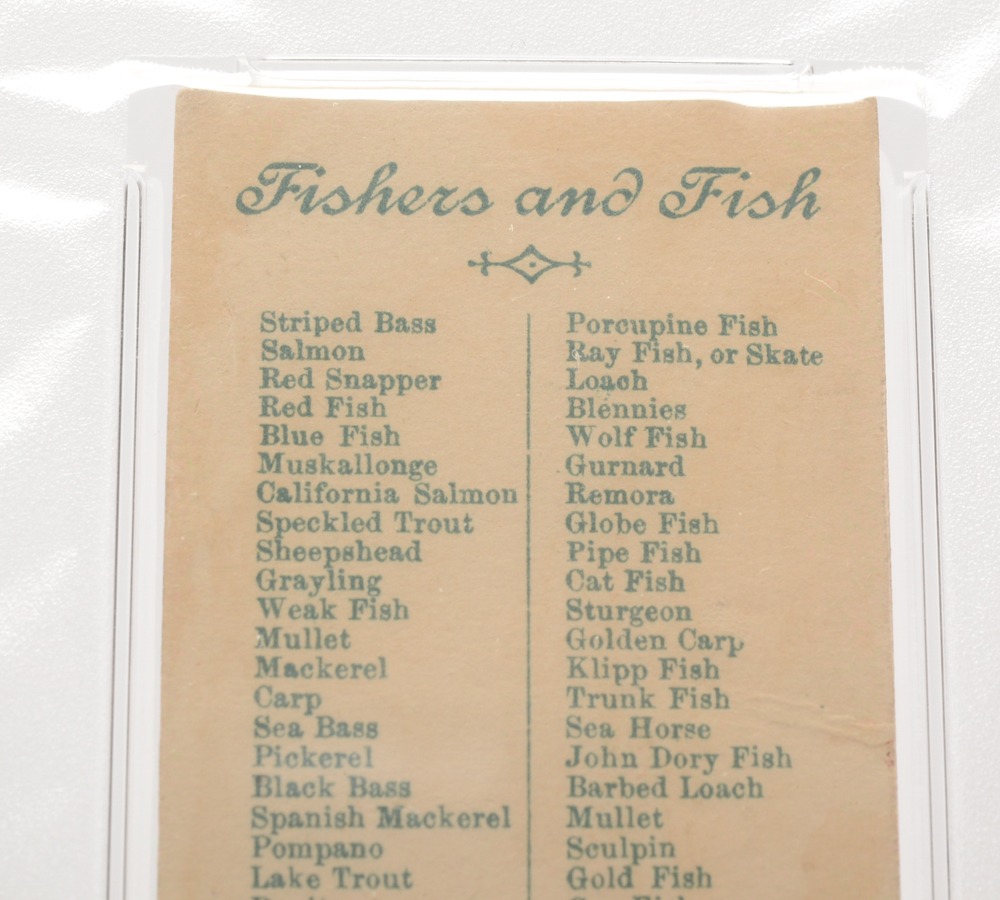 Fishers and Fish
Striped Bass
Salmon
Red Snapper
Red Fish
Blue Fish
Muskallonge
California Salmon
Speckled Trout
Sheepshead
Grayling
Weak Fish
Mullet
Mackerel
Carp
Sea Bass
Pickerel
Black Bass
Spanish Mackerel
Pompano
Lake Trout
Porcupine Fish
Ray Fish, or Skate
Loach
Blennies
Wolf Fish
Gurnard
Remora
Globe Fish
Pipe Fish
Cat Fish
Sturgeon
Golden Carp
Klipp Fish
Trunk Fish
Sea Horse
John Dory Fish
Barbed Loach
Mullet
Sculpin
Gold Fish